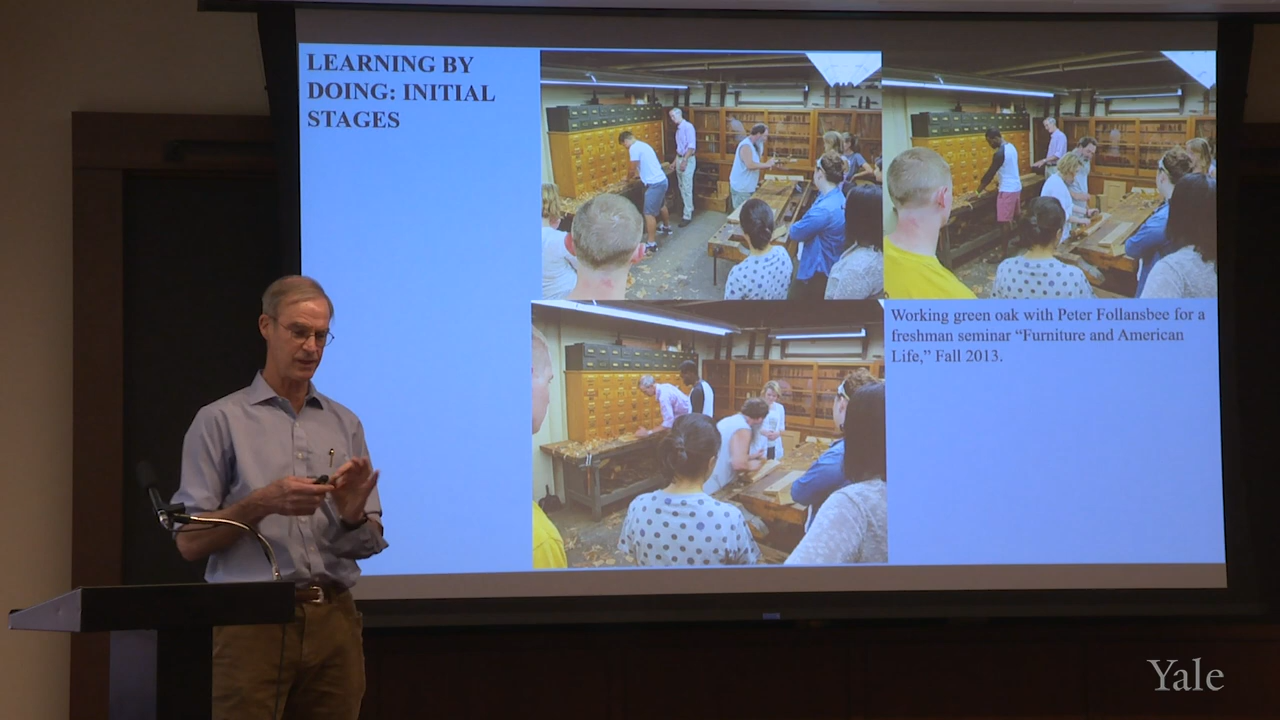 LEARNING BY
DOING: INITIAL
STAGES
Working green oak with Peter Follansbee for a
freshman seminar “Furniture and American
Life,” Fall 2013.
Yale